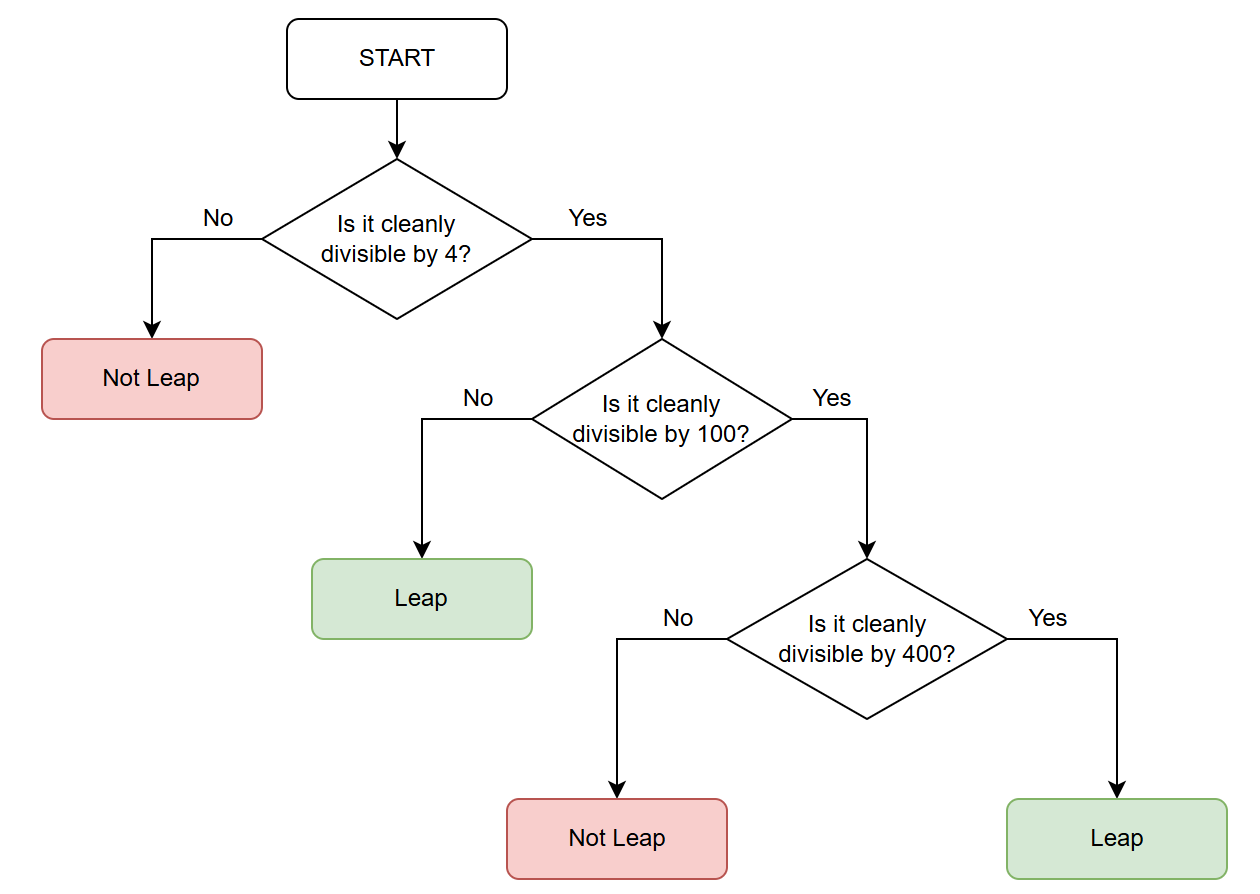 START
No
Yes
Is it cleanly
divisible by 4?
Not Leap
No
Yes
Is it cleanly
divisible by 100?
Leap
No
Yes
Is it cleanly
divisible by 400?
Not Leap
Leap